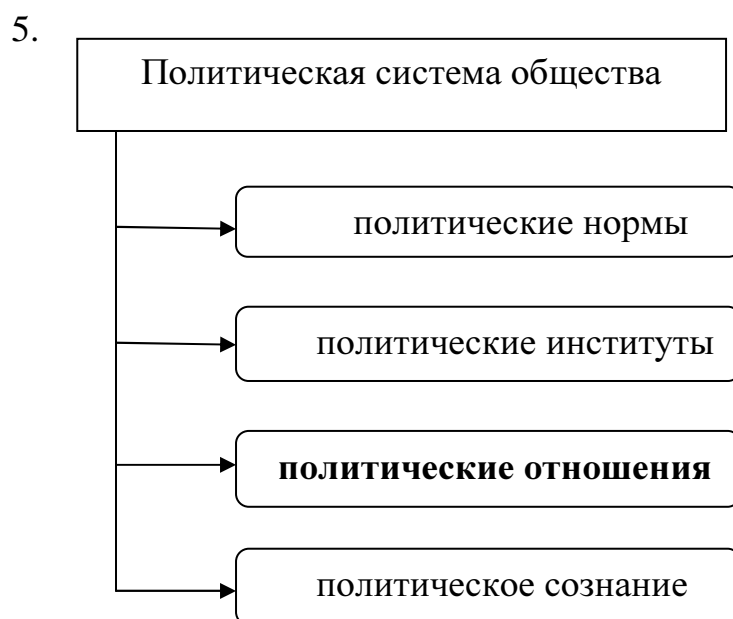 5.
Политическая система общества
политические нормы
политические институты
политические отношения
политическое сознание